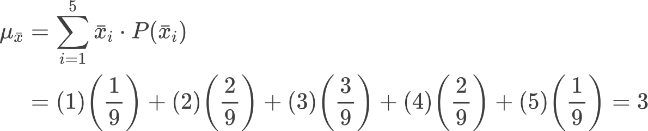 μ_x̄ = ∑_{i=1}^{5} x̄_i · P(x̄_i)
= (1)(1/9) + (2)(2/9) + (3)(3/9) + (4)(2/9) + (5)(1/9) = 3